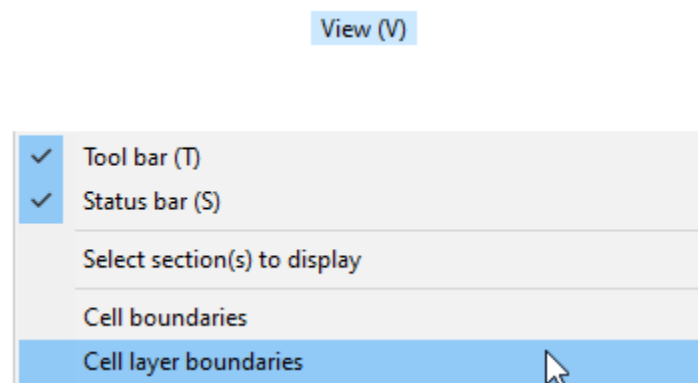 View (V)
Tool bar (T)
Status bar (S)
Select section(s) to display
Cell boundaries
Cell layer boundaries